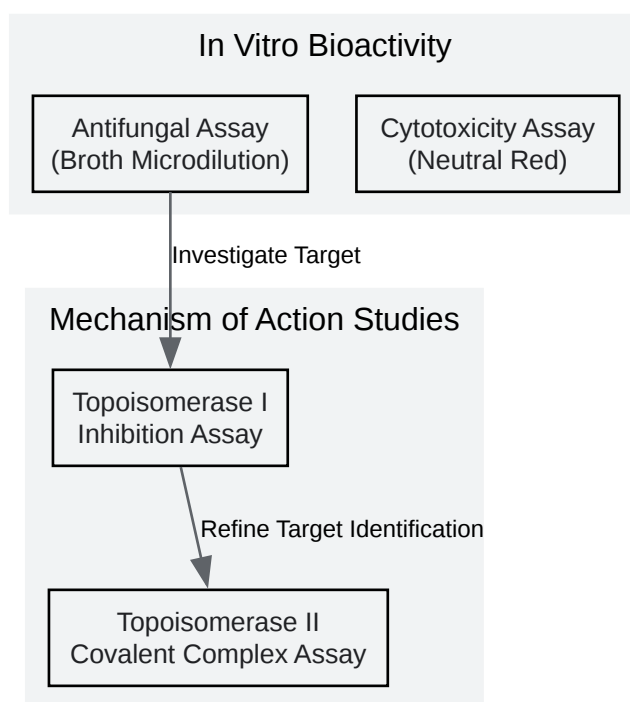 In Vitro Bioactivity
Antifungal Assay
(Broth Microdilution)
Cytotoxicity Assay
(Neutral Red)
Investigate Target
Mechanism of Action Studies
Topoisomerase I
Inhibition Assay
Refine Target Identification
Topoisomerase II
Covalent Complex Assay